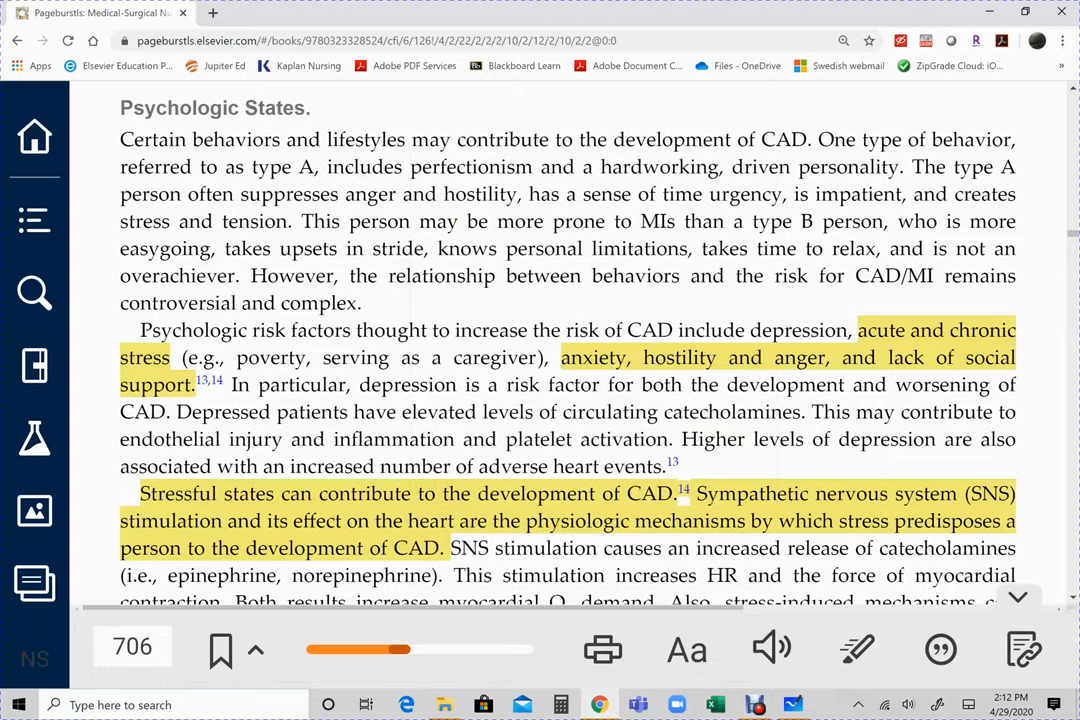 Pageburstls: Medical-Surgical Nu
pageburstls.elsevier.com/#/books/9780323328524/cfi/6/126!/4/2/22/2/2/2/10/2/12/2/10/2/2@0:0
Apps Elsevier Education P... Jupiter Ed Kaplan Nursing Adobe PDF Services Blackboard Learn Adobe Document C... Files - OneDrive Swedish webmail ZipGrade Cloud: iO... »
Psychologic States.
Certain behaviors and lifestyles may contribute to the development of CAD. One type of behavior,
referred to as type A, includes perfectionism and a hardworking, driven personality. The type A
person often suppresses anger and hostility, has a sense of time urgency, is impatient, and creates
stress and tension. This person may be more prone to MIs than a type B person, who is more
easygoing, takes upsets in stride, knows personal limitations, takes time to relax, and is not an
overachiever. However, the relationship between behaviors and the risk for CAD/MI remains
controversial and complex.
Psychologic risk factors thought to increase the risk of CAD include depression, acute and chronic
stress (e.g., poverty, serving as a caregiver), anxiety, hostility and anger, and lack of social
support.13,14 In particular, depression is a risk factor for both the development and worsening of
CAD. Depressed patients have elevated levels of circulating catecholamines. This may contribute to
endothelial injury and inflammation and platelet activation. Higher levels of depression are also
associated with an increased number of adverse heart events.13
Stressful states can contribute to the development of CAD.14 Sympathetic nervous system (SNS)
stimulation and its effect on the heart are the physiologic mechanisms by which stress predisposes a
person to the development of CAD. SNS stimulation causes an increased release of catecholamines
(i.e., epinephrine, norepinephrine). This stimulation increases HR and the force of myocardial
contraction. Both results increase myocardial O demand. Also, stress-induced mechanisms
706 Aa
NS
Type here to search
2:12 PM
4/29/2020